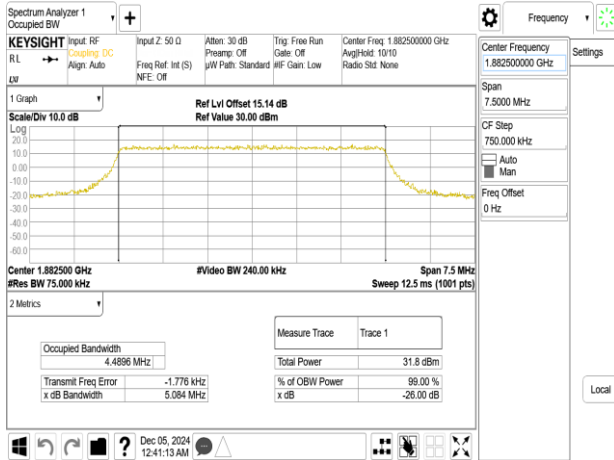 Spectrum Analyzer 1
Occupied BW
Frequency
KEYSIGHT
RL
LXI
Input: RF
Coupling: DC
Align: Auto
Input Z: 50 Ω
Freq Ref: Int (S)
NFE: Off
Atten: 30 dB
Preamp: Off
µW Path: Standard
Trig: Free Run
Gate: Off
#IF Gain: Low
Center Freq: 1.882500000 GHz
Avg|Hold: 10/10
Radio Std: None
Center Frequency
1.882500000 GHz
Settings
Span
7.5000 MHz
CF Step
750.000 kHz
Auto
Man
Freq Offset
0 Hz
Local
1 Graph
Scale/Div 10.0 dB
Ref Lvl Offset 15.14 dB
Ref Value 30.00 dBm
Log
20.0
10.0
0.00
-10.0
-20.0
-30.0
-40.0
-50.0
-60.0
Center 1.882500 GHz
#Video BW 240.00 kHz
Span 7.5 MHz
#Res BW 75.000 kHz
Sweep 12.5 ms (1001 pts)
2 Metrics
Measure Trace Trace 1
Occupied Bandwidth
4.4896 MHz
Total Power 31.8 dBm
Transmit Freq Error -1.776 kHz
% of OBW Power 99.00 %
x dB Bandwidth 5.084 MHz
x dB -26.00 dB
?
Dec 05, 2024
12:41:13 AM